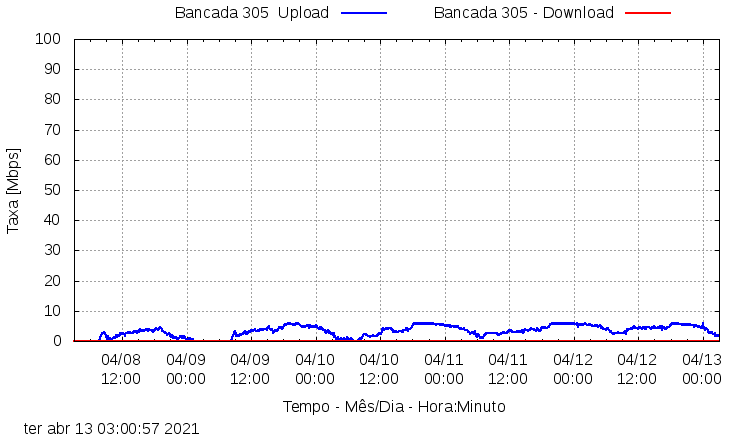 Bancada 305  Upload
Bancada 305 - Download
100
90
80
70
60
50
40
30
20
10
0
Taxa [Mbps]
04/08 04/09 04/09 04/10 04/10 04/11 04/11 04/12 04/12 04/13
12:00 00:00 12:00 00:00 12:00 00:00 12:00 00:00 12:00 00:00
Tempo - Mês/Dia - Hora:Minuto
ter abr 13 03:00:57 2021